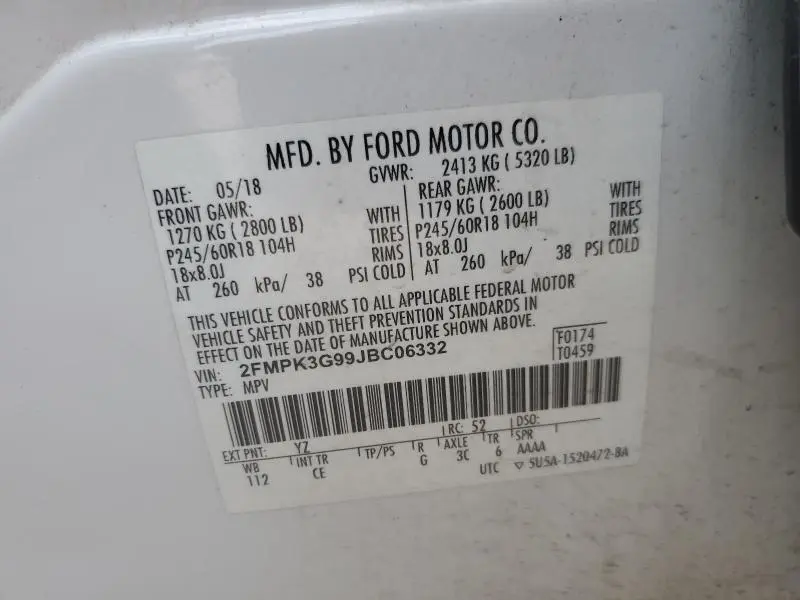 MFD. BY FORD MOTOR CO.
DATE: 05/18 GVWR: 2413 KG ( 5320 LB)
FRONT GAWR: REAR GAWR:
1270 KG ( 2800 LB) WITH 1179 KG ( 2600 LB) WITH
P245/60R18 104H TIRES P245/60R18 104H TIRES
18x8.0J RIMS 18x8.0J RIMS
AT 260 kPa/ 38 PSI COLD AT 260 kPa/ 38 PSI COLD
THIS VEHICLE CONFORMS TO ALL APPLICABLE FEDERAL MOTOR
VEHICLE SAFETY AND THEFT PREVENTION STANDARDS IN
EFFECT ON THE DATE OF MANUFACTURE SHOWN ABOVE.
VIN: 2FMPK3G99JBC06332 F0174
TYPE: MPV T0459
EXT PNT: YZ RC: 52 DSO:
WB INT TR TP/PS R AXLE TR SPR
112 CE G 3C 6 AAAA
UTC ▽ 5U5A-1520472-BA